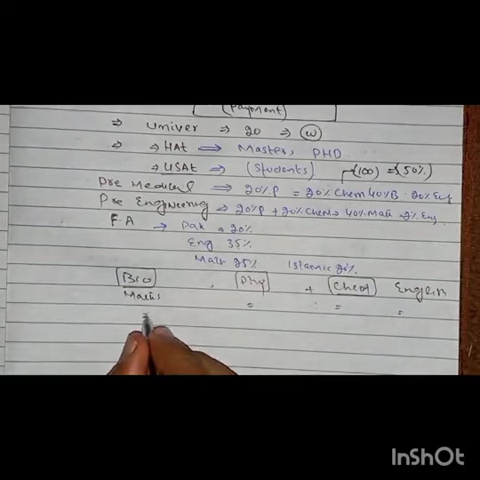 (Payment)
⇒ univer ⇒ 20 ⇒ W
⇒ → HAt ⇔ Master, PHD
→ USAt ⇒ (Students) (100) = (50%)
Pre Medical ⇒ 20% P = 20% Chem 40% B 20% Eng
Pre Engineering ⇒ 20% P + 20% Chem 40% Math Eng
F.A → Pak = 20%
Eng 35%
Math 25% Islamic 20%
Bio , Phy + Chem English
Maths = = =
InShOt